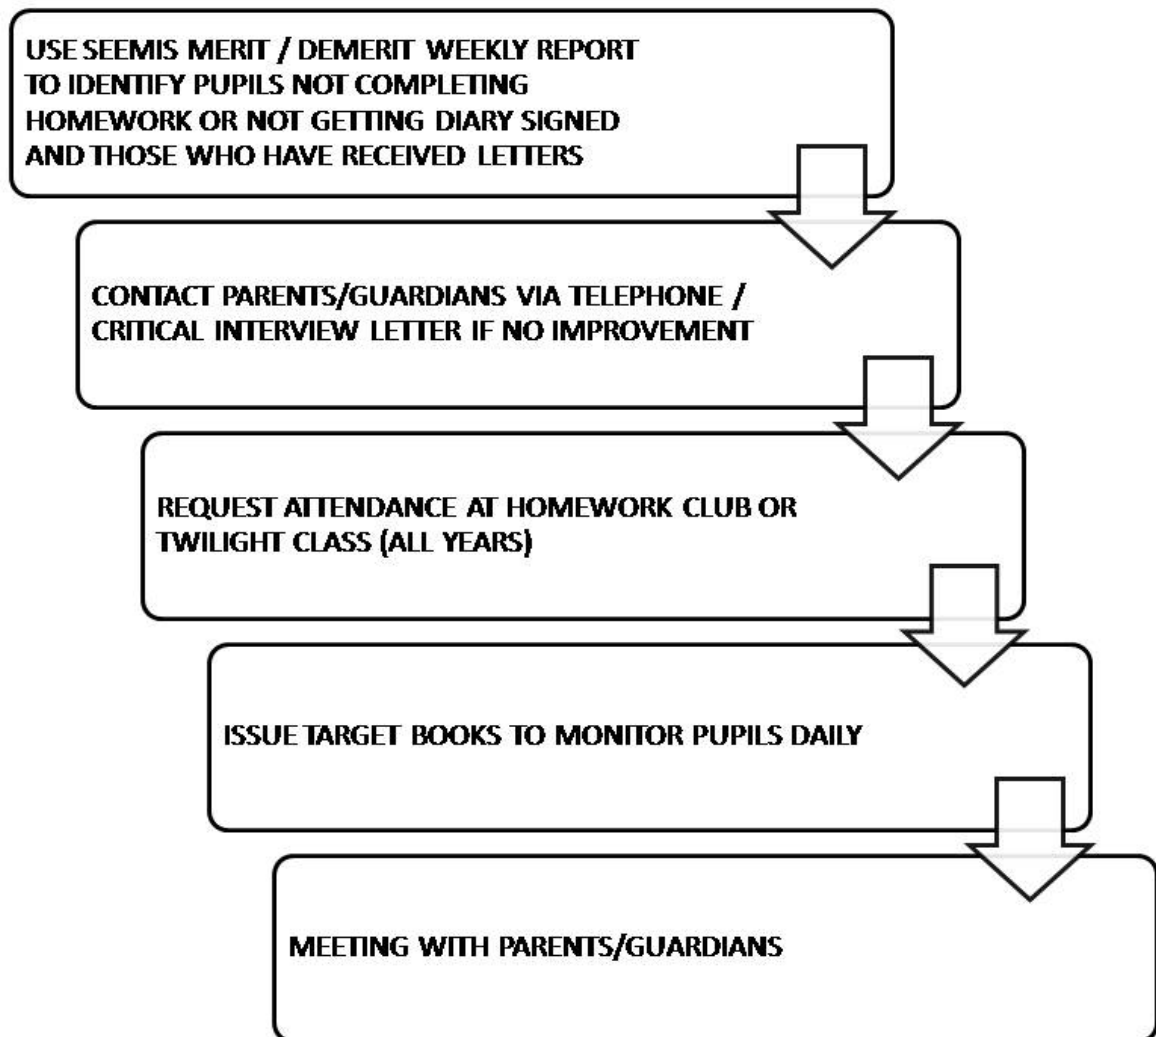 USE SEEMIS MERIT / DEMERIT WEEKLY REPORT
TO IDENTIFY PUPILS NOT COMPLETING
HOMEWORK OR NOT GETTING DIARY SIGNED
AND THOSE WHO HAVE RECEIVED LETTERS
CONTACT PARENTS/GUARDIANS VIA TELEPHONE /
CRITICAL INTERVIEW LETTER IF NO IMPROVEMENT
REQUEST ATTENDANCE AT HOMEWORK CLUB OR
TWILIGHT CLASS (ALL YEARS)
ISSUE TARGET BOOKS TO MONITOR PUPILS DAILY
MEETING WITH PARENTS/GUARDIANS